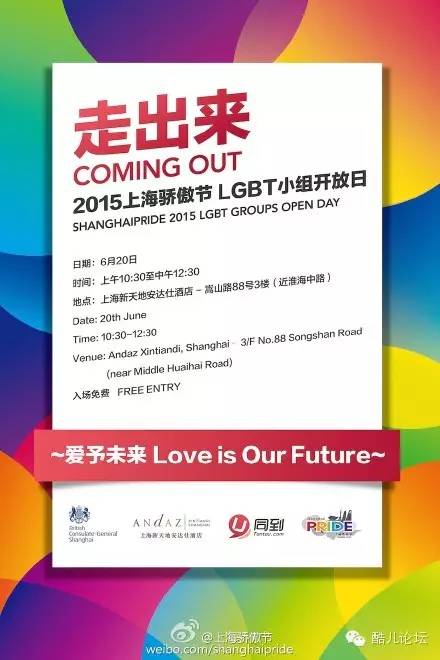 走出来
COMING OUT
2015上海骄傲节 LGBT小组开放日
SHANGHAIPRIDE 2015 LGBT GROUPS OPEN DAY
日期：6月20日
时间：上午10:30至中午12:30
地点：上海新天地安达仕酒店 – 嵩山路88号3楼（近淮海中路）
Date: 20th June
Time: 10:30–12:30
Venue: Andaz Xintiandi, Shanghai – 3/F No.88 Songshan Road
（near Middle Huaihai Road）
入场免费 FREE ENTRY
~爱予未来 Love is Our Future~
British
Consulate-General
Shanghai
ANDAZ
XINTIANDI
SHANGHAI
上海新天地安达仕酒店
同到
Tontou.com
PRIDE
@上海骄傲节
weibo.com/shanghaipride
酷儿论坛